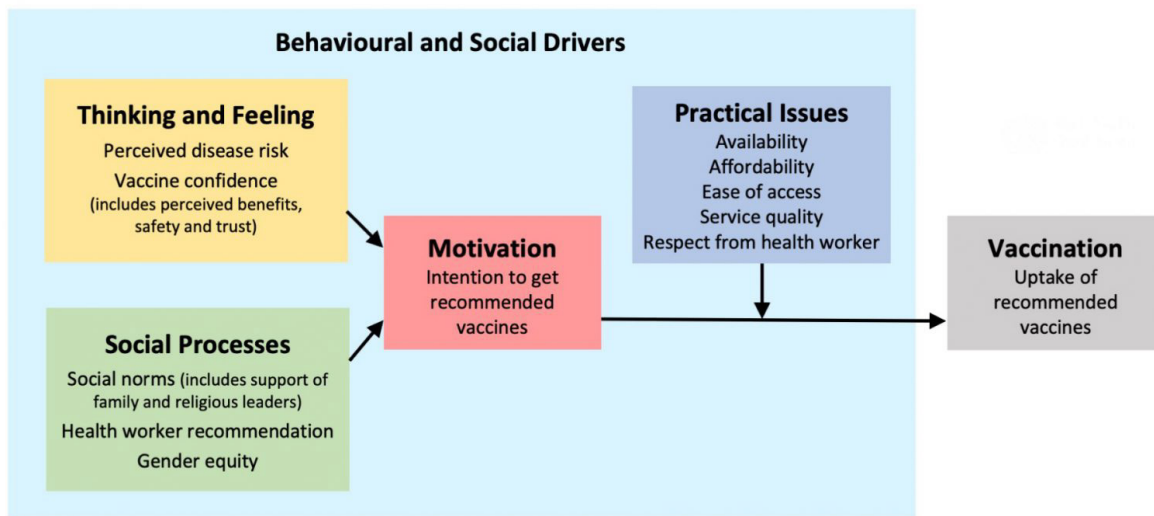 Behavioural and Social Drivers
Thinking and Feeling
Perceived disease risk
Vaccine confidence
(includes perceived benefits,
safety and trust)
Social Processes
Social norms (includes support of
family and religious leaders)
Health worker recommendation
Gender equity
Motivation
Intention to get
recommended
vaccines
Practical Issues
Availability
Affordability
Ease of access
Service quality
Respect from health worker
Vaccination
Uptake of
recommended
vaccines